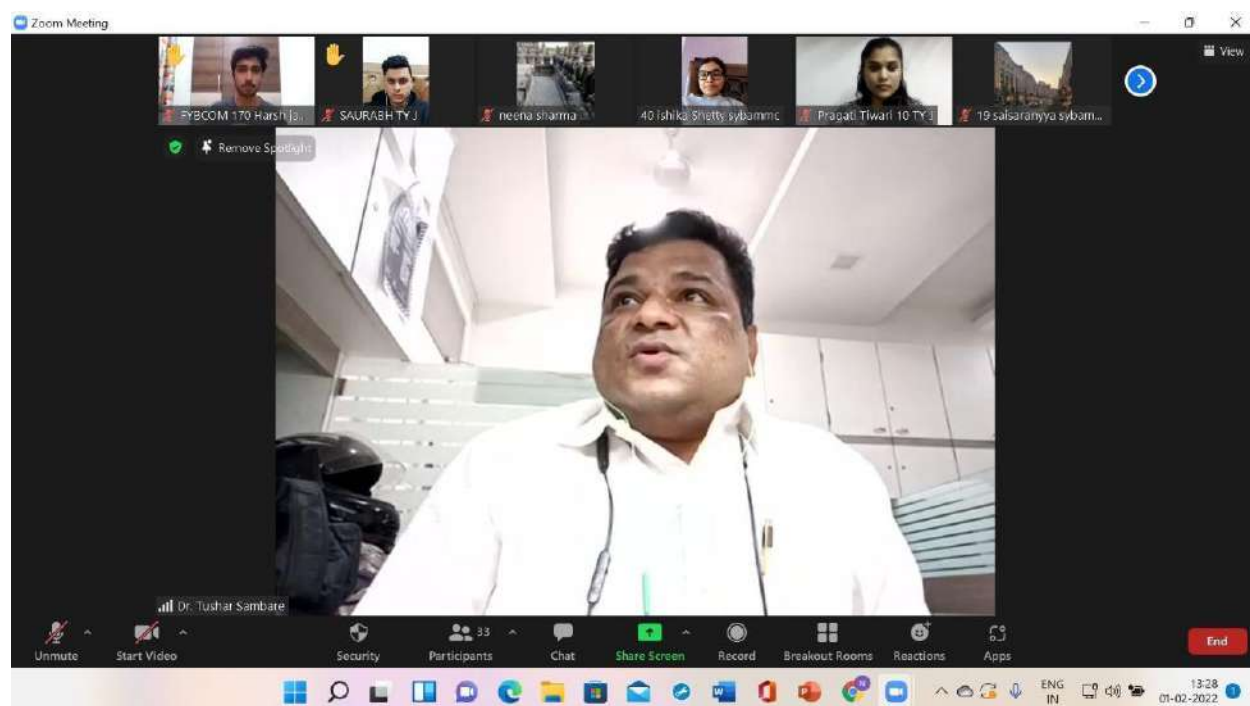 Zoom Meeting
View
FYBCOM 170 Harsh Ja...
SAURABH TY J
neena sharma
40 ishika Shetty sybammc
Pragati Tiwari 10 TY J
19 saisaranyya sybam...
Remove Spotlight
Dr. Tushar Sambare
Unmute
Start Video
Security
33
Participants
Chat
Share Screen
Record
Breakout Rooms
Reactions
Apps
End
ENG
IN
13:28
01-02-2022
1